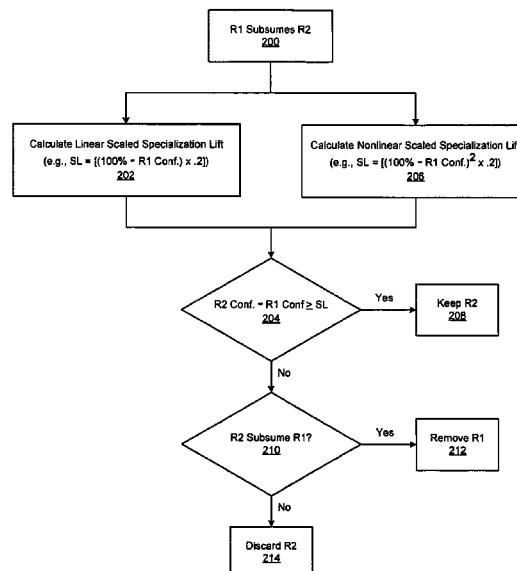 R1 Subsumes R2
200
Calculate Linear Scaled Specialization Lift
(e.g., SL = [(100% - R1 Conf.) x .2])
202
Calculate Nonlinear Scaled Specialization Lift
(e.g., SL = [(100% - R1 Conf.)² x .2])
206
R2 Conf. - R1 Conf ≥ SL
204
Yes
Keep R2
208
No
R2 Subsume R1?
210
Yes
Remove R1
212
No
Discard R2
214